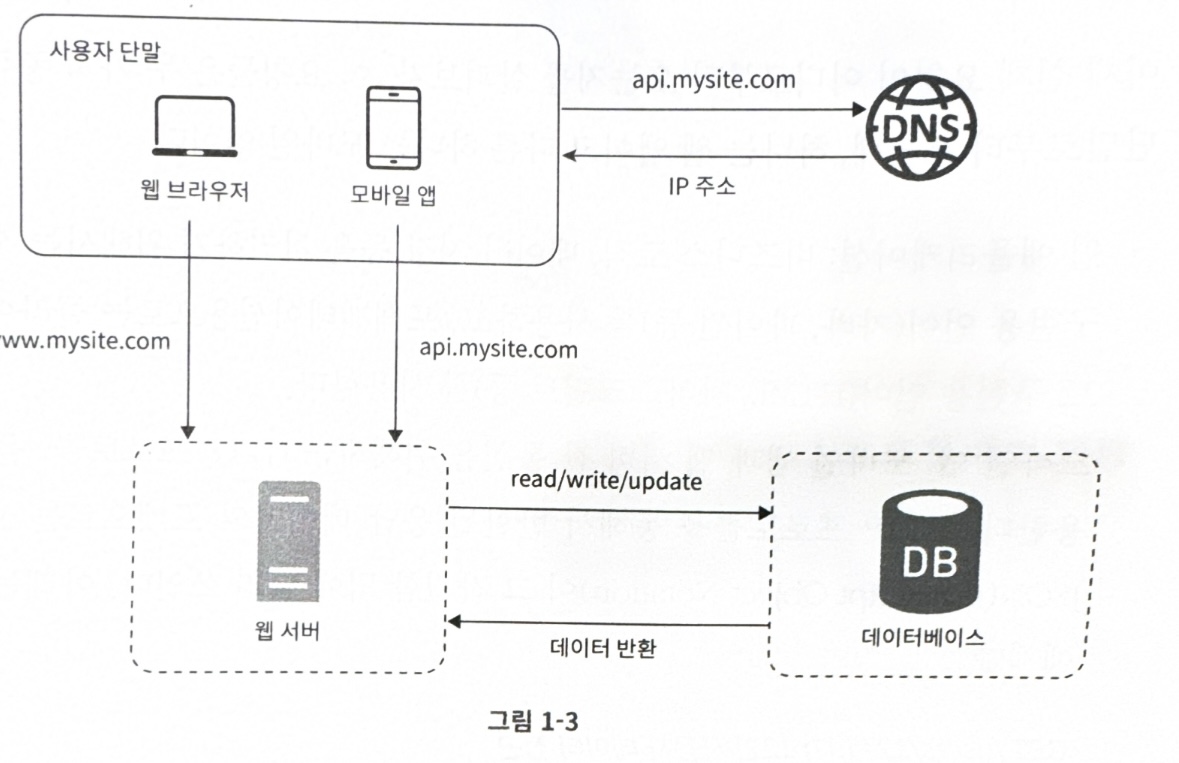 사용자 단말
api.mysite.com
DNS
IP 주소
웹 브라우저
모바일 앱
www.mysite.com
api.mysite.com
read/write/update
DB
웹 서버
데이터베이스
데이터 반환
그림 1-3